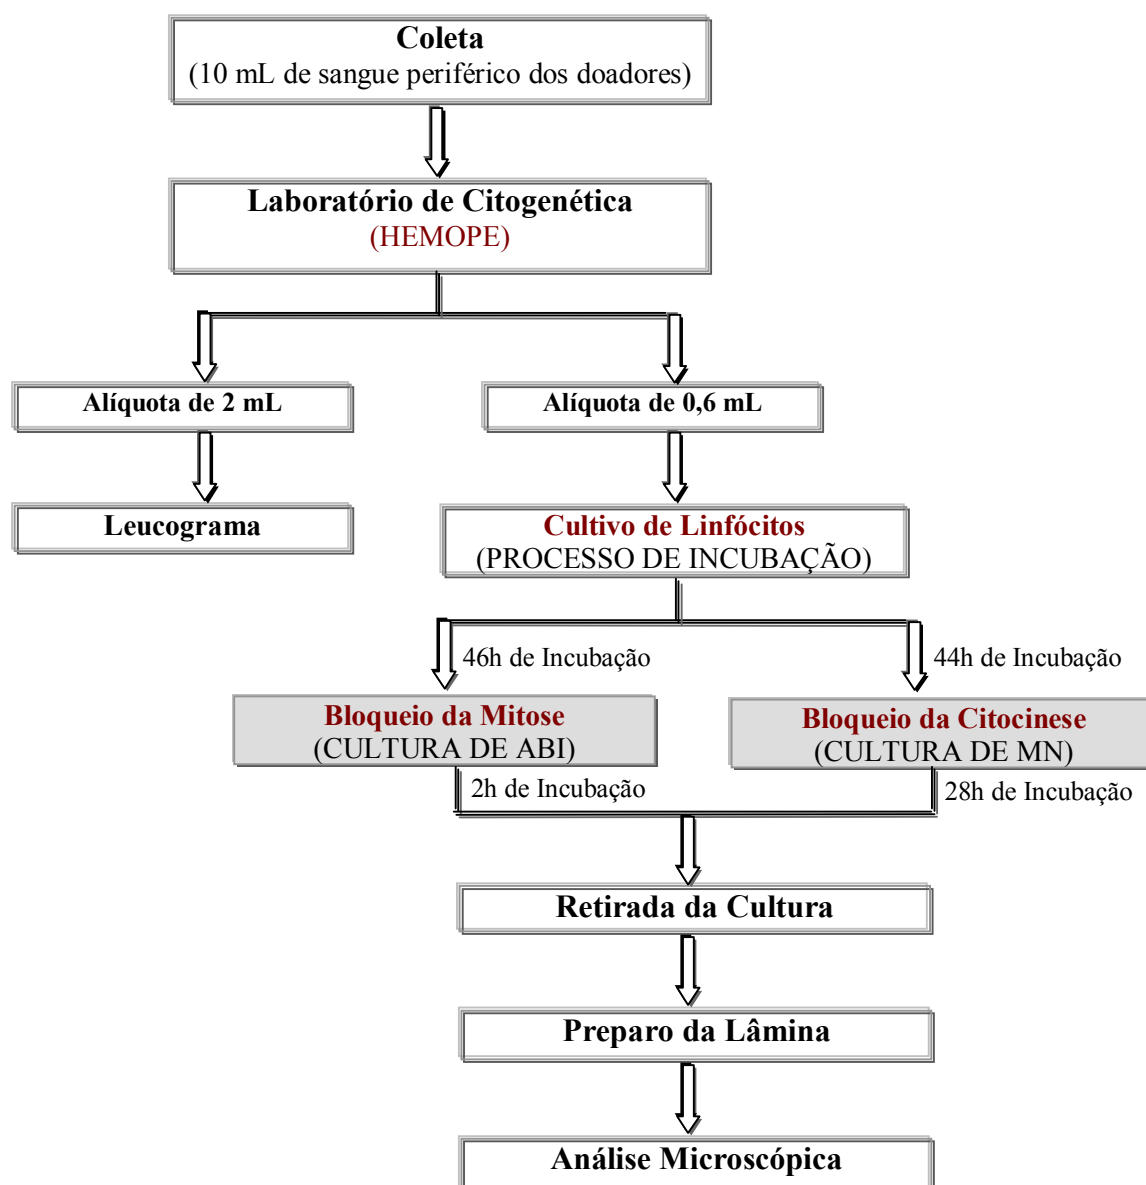 Coleta
(10 mL de sangue periférico dos doadores)
Laboratório de Citogenética
(HEMOPE)
Alíquota de 2 mL
Alíquota de 0,6 mL
Leucograma
Cultivo de Linfócitos
(PROCESSO DE INCUBAÇÃO)
46h de Incubação
44h de Incubação
Bloqueio da Mitose
(CULTURA DE ABI)
Bloqueio da Citocinese
(CULTURA DE MN)
2h de Incubação
28h de Incubação
Retirada da Cultura
Preparo da Lâmina
Análise Microscópica